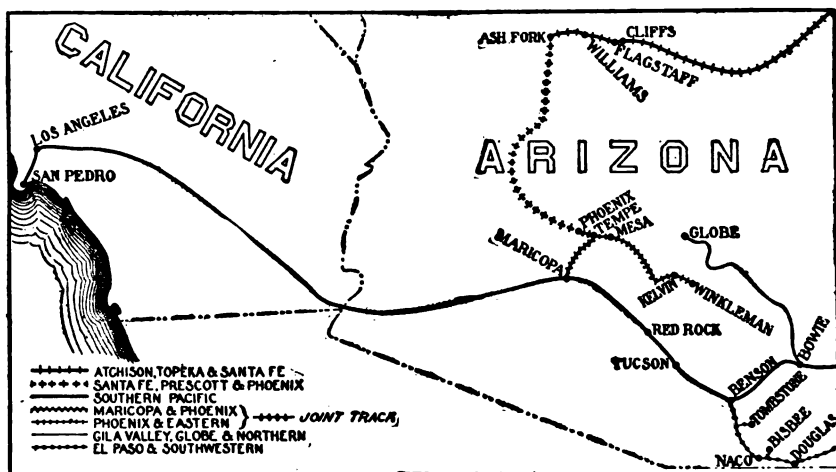 CALIFORNIA
ARIZONA
ASH FORK
WILLIAMS
FLAGSTAFF
CLIFFS
LOS ANGELES
SAN PEDRO
PHOENIX
TEMPE
MESA
MARICOPA
GLOBE
KELVIN
WINKLEMAN
RED ROCK
TUCSON
BOWIE
BENSON
TOMBSTONE
BISBEE
DOUGLAS
NACO
ATCHISON, TOPEKA & SANTA FE
SANTA FE, PRESCOTT & PHOENIX
SOUTHERN PACIFIC
MARICOPA & PHOENIX
PHOENIX & EASTERN
JOINT TRACK,
GILA VALLEY, GLOBE & NORTHERN
EL PASO & SOUTHWESTERN